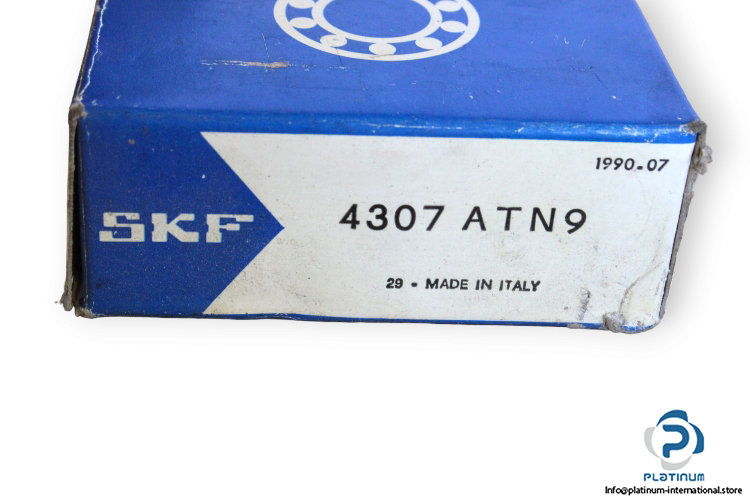 1990-07
SKF
4307 ATN9
29 • MADE IN ITALY
PLATINUM
Info@platinum-international.store